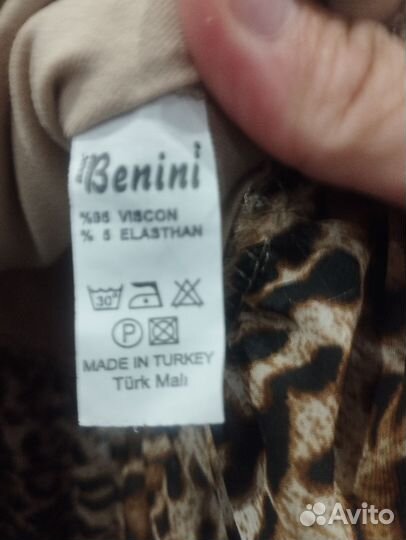 Benini
%95 VISCON
% 5 ELASTHAN
30°
P
MADE IN TURKEY
Türk Malı
Avito